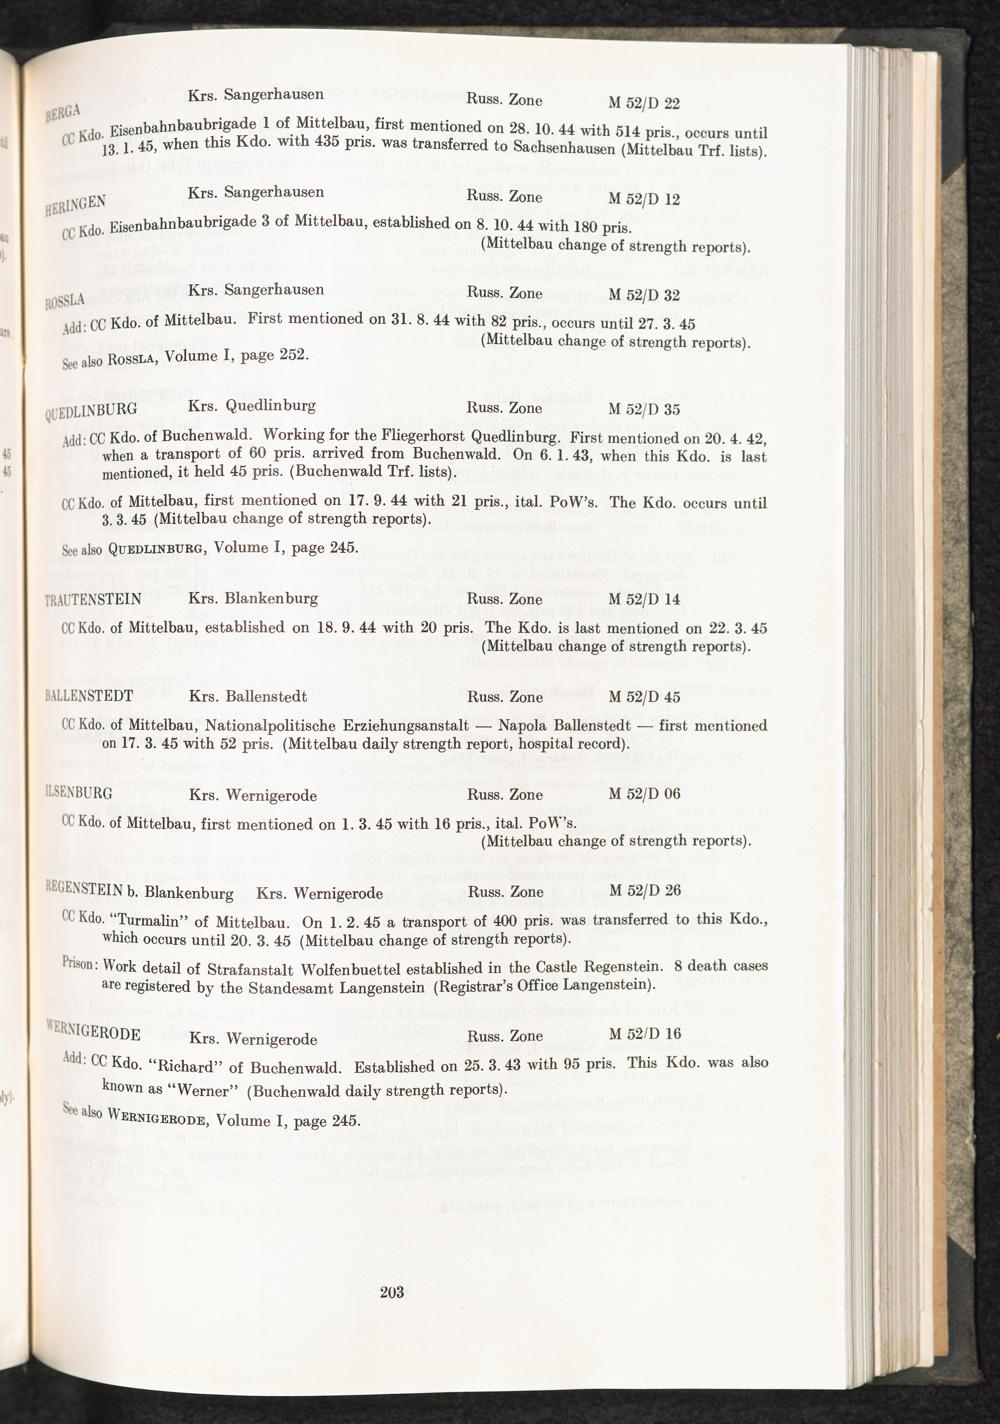 BERGA Krs. Sangerhausen Russ. Zone M 52/D 22
CC Kdo. Eisenbahnbaubrigade 1 of Mittelbau, first mentioned on 28. 10. 44 with 514 pris., occurs until
13. 1. 45, when this Kdo. with 435 pris. was transferred to Sachsenhausen (Mittelbau Trf. lists).
HERINGEN Krs. Sangerhausen Russ. Zone M 52/D 12
CC Kdo. Eisenbahnbaubrigade 3 of Mittelbau, established on 8. 10. 44 with 180 pris.
(Mittelbau change of strength reports).
ROSSLA Krs. Sangerhausen Russ. Zone M 52/D 32
Add: CC Kdo. of Mittelbau. First mentioned on 31. 8. 44 with 82 pris., occurs until 27. 3. 45
(Mittelbau change of strength reports).
See also ROSSLA, Volume I, page 252.
QUEDLINBURG Krs. Quedlinburg Russ. Zone M 52/D 35
Add: CC Kdo. of Buchenwald. Working for the Fliegerhorst Quedlinburg. First mentioned on 20. 4. 42,
when a transport of 60 pris. arrived from Buchenwald. On 6. 1. 43, when this Kdo. is last
mentioned, it held 45 pris. (Buchenwald Trf. lists).
CC Kdo. of Mittelbau, first mentioned on 17. 9. 44 with 21 pris., ital. PoW's. The Kdo. occurs until
3. 3. 45 (Mittelbau change of strength reports).
See also QUEDLINBURG, Volume I, page 245.
TRAUTENSTEIN Krs. Blankenburg Russ. Zone M 52/D 14
CC Kdo. of Mittelbau, established on 18. 9. 44 with 20 pris. The Kdo. is last mentioned on 22. 3. 45
(Mittelbau change of strength reports).
BALLENSTEDT Krs. Ballenstedt Russ. Zone M 52/D 45
CC Kdo. of Mittelbau, Nationalpolitische Erziehungsanstalt — Napola Ballenstedt — first mentioned
on 17. 3. 45 with 52 pris. (Mittelbau daily strength report, hospital record).
ILSENBURG Krs. Wernigerode Russ. Zone M 52/D 06
CC Kdo. of Mittelbau, first mentioned on 1. 3. 45 with 16 pris., ital. PoW's.
(Mittelbau change of strength reports).
REGENSTEIN b. Blankenburg Krs. Wernigerode Russ. Zone M 52/D 26
CC Kdo. "Turmalin" of Mittelbau. On 1. 2. 45 a transport of 400 pris. was transferred to this Kdo.,
which occurs until 20. 3. 45 (Mittelbau change of strength reports).
Prison: Work detail of Strafanstalt Wolfenbuettel established in the Castle Regenstein. 8 death cases
are registered by the Standesamt Langenstein (Registrar's Office Langenstein).
WERNIGERODE Krs. Wernigerode Russ. Zone M 52/D 16
Add: CC Kdo. "Richard" of Buchenwald. Established on 25. 3. 43 with 95 pris. This Kdo. was also
known as "Werner" (Buchenwald daily strength reports).
See also WERNIGERODE, Volume I, page 245.
203